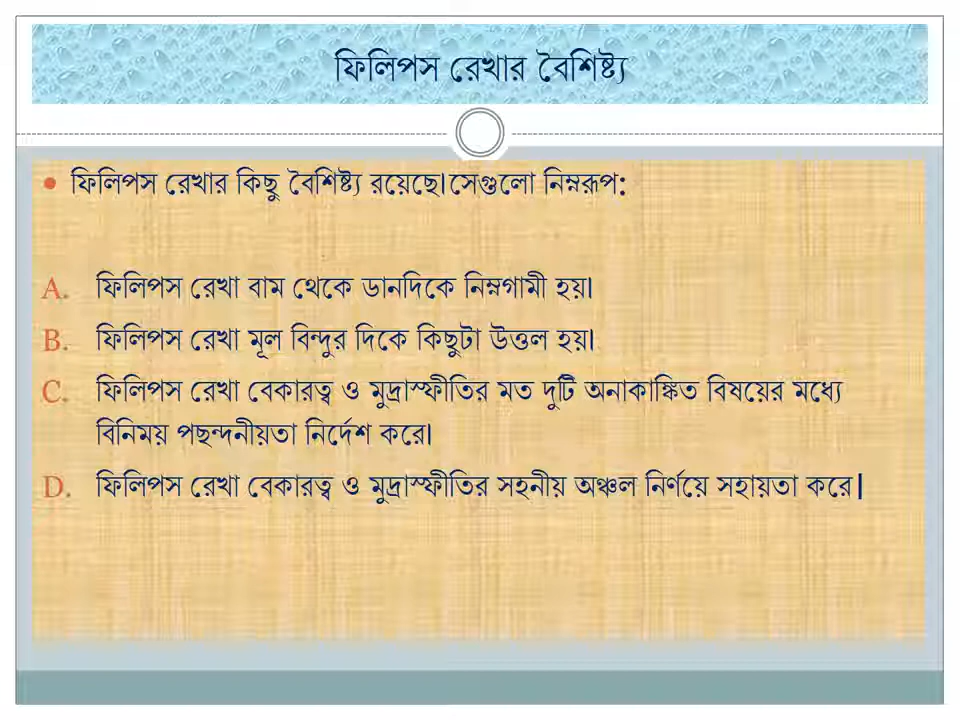 ফিলিপস রেখার বৈশিষ্ট্য
• ফিলিপস রেখার কিছু বৈশিষ্ট্য রয়েছে।সেগুলো নিম্নরূপ:
A. ফিলিপস রেখা বাম থেকে ডানদিকে নিম্নগামী হয়।
B. ফিলিপস রেখা মূল বিন্দুর দিকে কিছুটা উত্তল হয়।
C. ফিলিপস রেখা বেকারত্ব ও মুদ্রাস্ফীতির মত দুটি অনাকাঙ্কিত বিষয়ের মধ্যে
বিনিময় পছন্দনীয়তা নির্দেশ করে।
D. ফিলিপস রেখা বেকারত্ব ও মুদ্রাস্ফীতির সহনীয় অঞ্চল নির্ণয়ে সহায়তা করে|